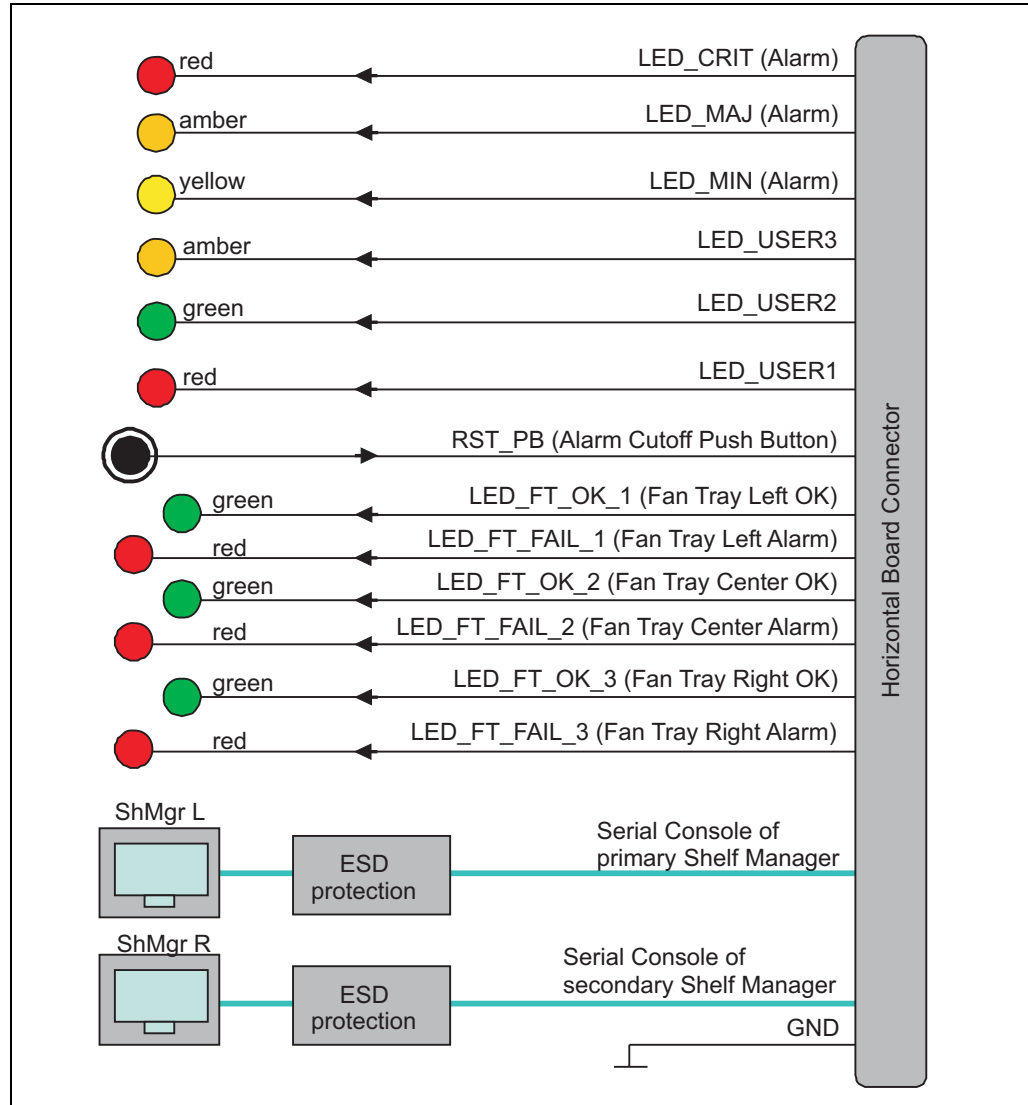 red
LED_CRIT (Alarm)
amber
LED_MAJ (Alarm)
yellow
LED_MIN (Alarm)
amber
LED_USER3
green
LED_USER2
red
LED_USER1
RST_PB (Alarm Cutoff Push Button)
green
LED_FT_OK_1 (Fan Tray Left OK)
red
LED_FT_FAIL_1 (Fan Tray Left Alarm)
green
LED_FT_OK_2 (Fan Tray Center OK)
red
LED_FT_FAIL_2 (Fan Tray Center Alarm)
green
LED_FT_OK_3 (Fan Tray Right OK)
red
LED_FT_FAIL_3 (Fan Tray Right Alarm)
Horizontal Board Connector
ShMgr L
ESD
protection
Serial Console of
primary Shelf Manager
ShMgr R
ESD
protection
Serial Console of
secondary Shelf Manager
GND